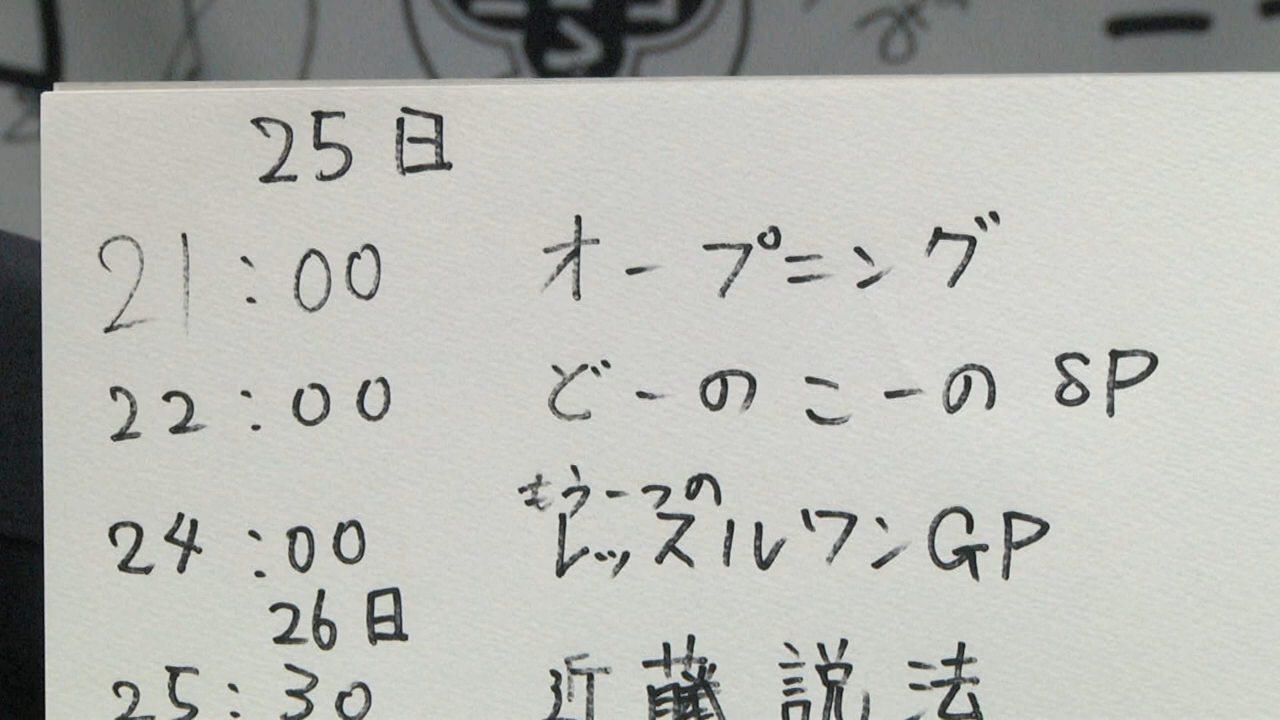 25日
21:00 オープニング
22:00 どーのこーのSP
もう一つの
24:00 レッスルワンGP
26日
25:30 近藤説法